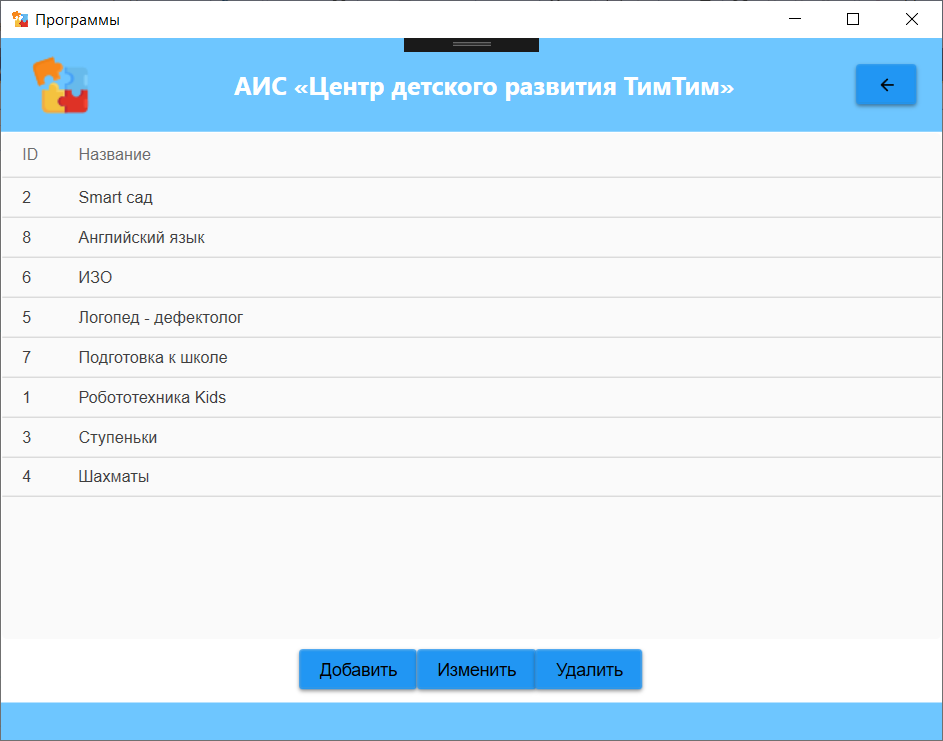 Программы
АИС «Центр детского развития ТимТим»
ID Название
2 Smart сад
8 Английский язык
6 ИЗО
5 Логопед - дефектолог
7 Подготовка к школе
1 Робототехника Kids
3 Ступеньки
4 Шахматы
Добавить Изменить Удалить